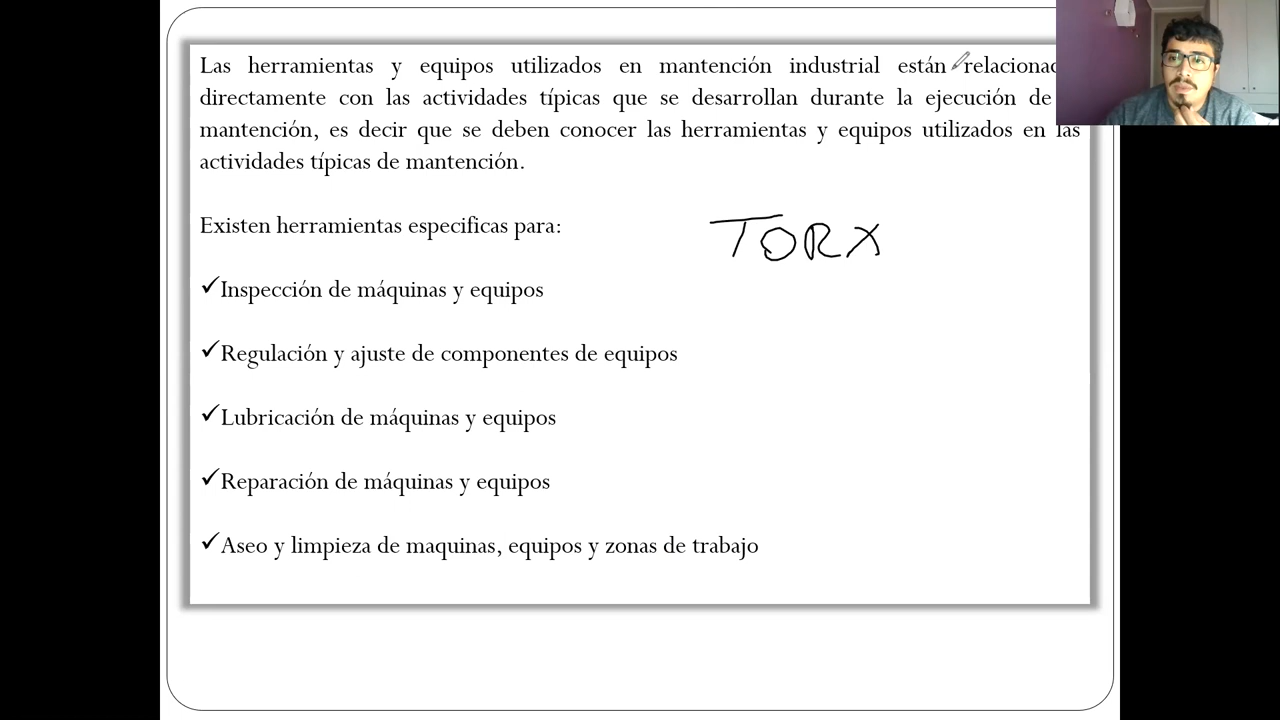 Las herramientas y equipos utilizados en mantención industrial están
directamente con las actividades típicas que se desarrollan durante la ejecución de
mantención, es decir que se deben conocer las herramientas y equipos utilizados en las
actividades típicas de mantención.
Existen herramientas especificas para:
TORX
✓Inspección de máquinas y equipos
✓Regulación y ajuste de componentes de equipos
✓Lubricación de máquinas y equipos
✓Reparación de máquinas y equipos
✓Aseo y limpieza de maquinas, equipos y zonas de trabajo